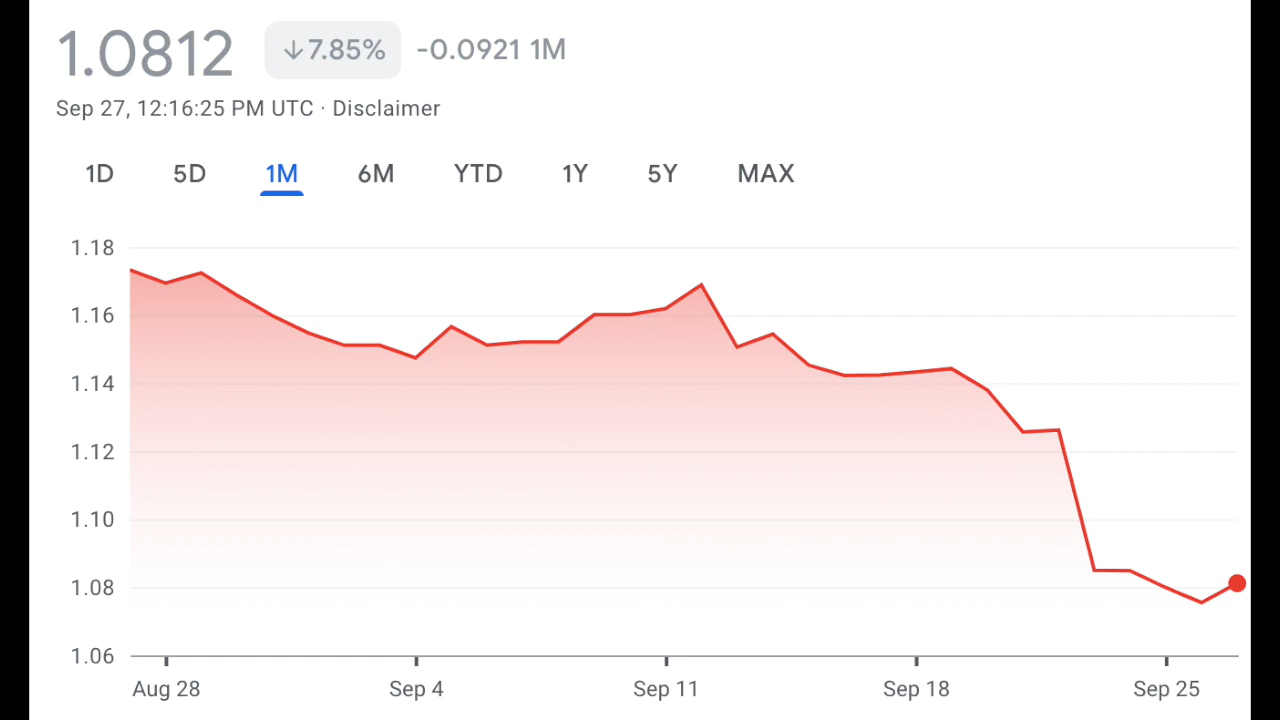 1.0812 ↓7.85% -0.0921 1M
Sep 27, 12:16:25 PM UTC · Disclaimer
1D 5D 1M 6M YTD 1Y 5Y MAX
1.18
1.16
1.14
1.12
1.10
1.08
1.06
Aug 28 Sep 4 Sep 11 Sep 18 Sep 25